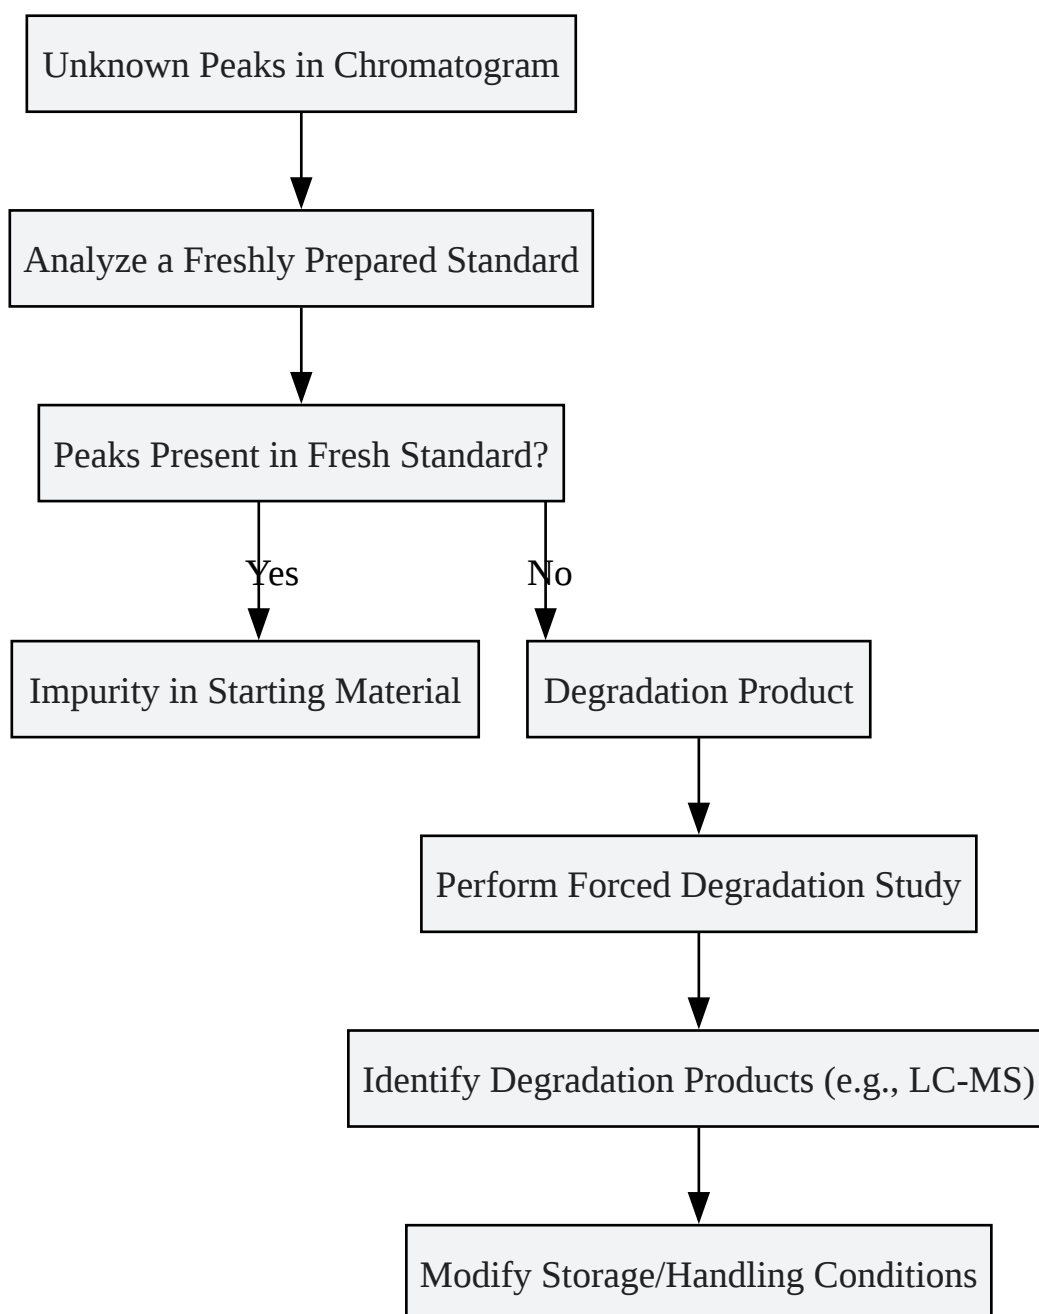 Unknown Peaks in Chromatogram
Analyze a Freshly Prepared Standard
Peaks Present in Fresh Standard?
Yes
No
Impurity in Starting Material
Degradation Product
Perform Forced Degradation Study
Identify Degradation Products (e.g., LC-MS)
Modify Storage/Handling Conditions